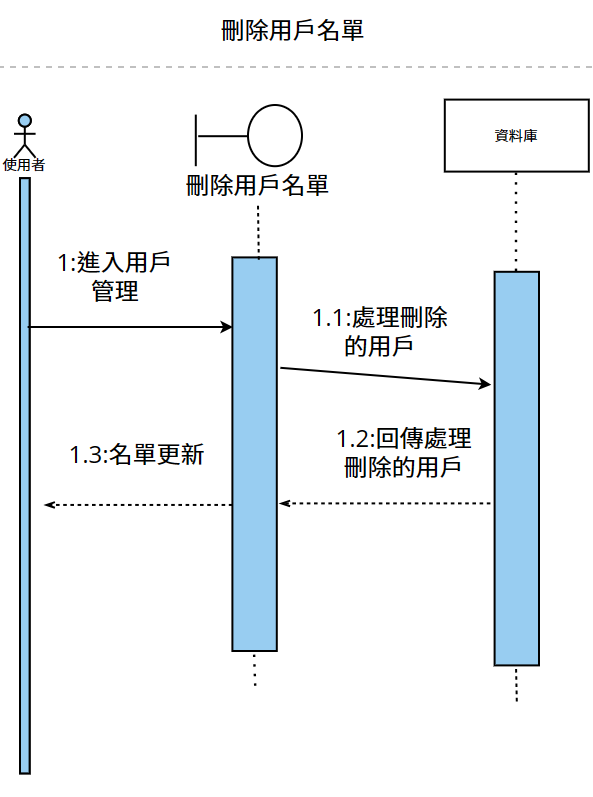 刪除用戶名單
資料庫
使用者
刪除用戶名單
1:進入用戶
管理
1.1:處理刪除
的用戶
1.2:回傳處理
刪除的用戶
1.3:名單更新